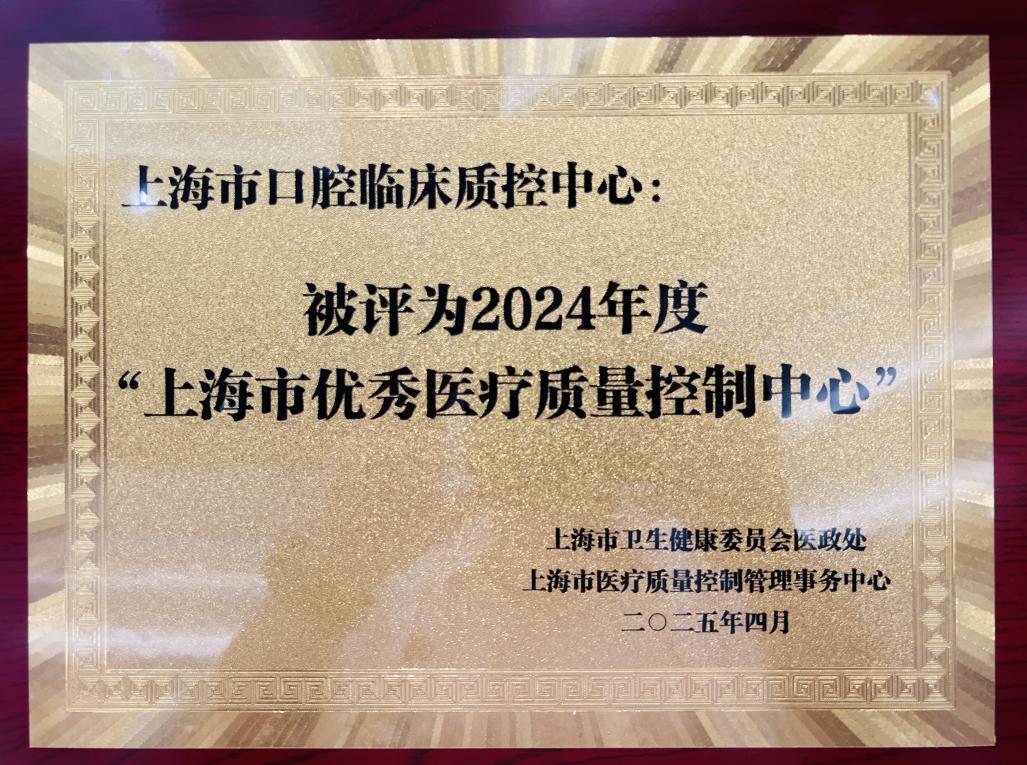 上海市口腔临床质控中心：
被评为2024年度
“上海市优秀医疗质量控制中心”
上海市卫生健康委员会医政处
上海市医疗质量控制管理事务中心
二〇二五年四月